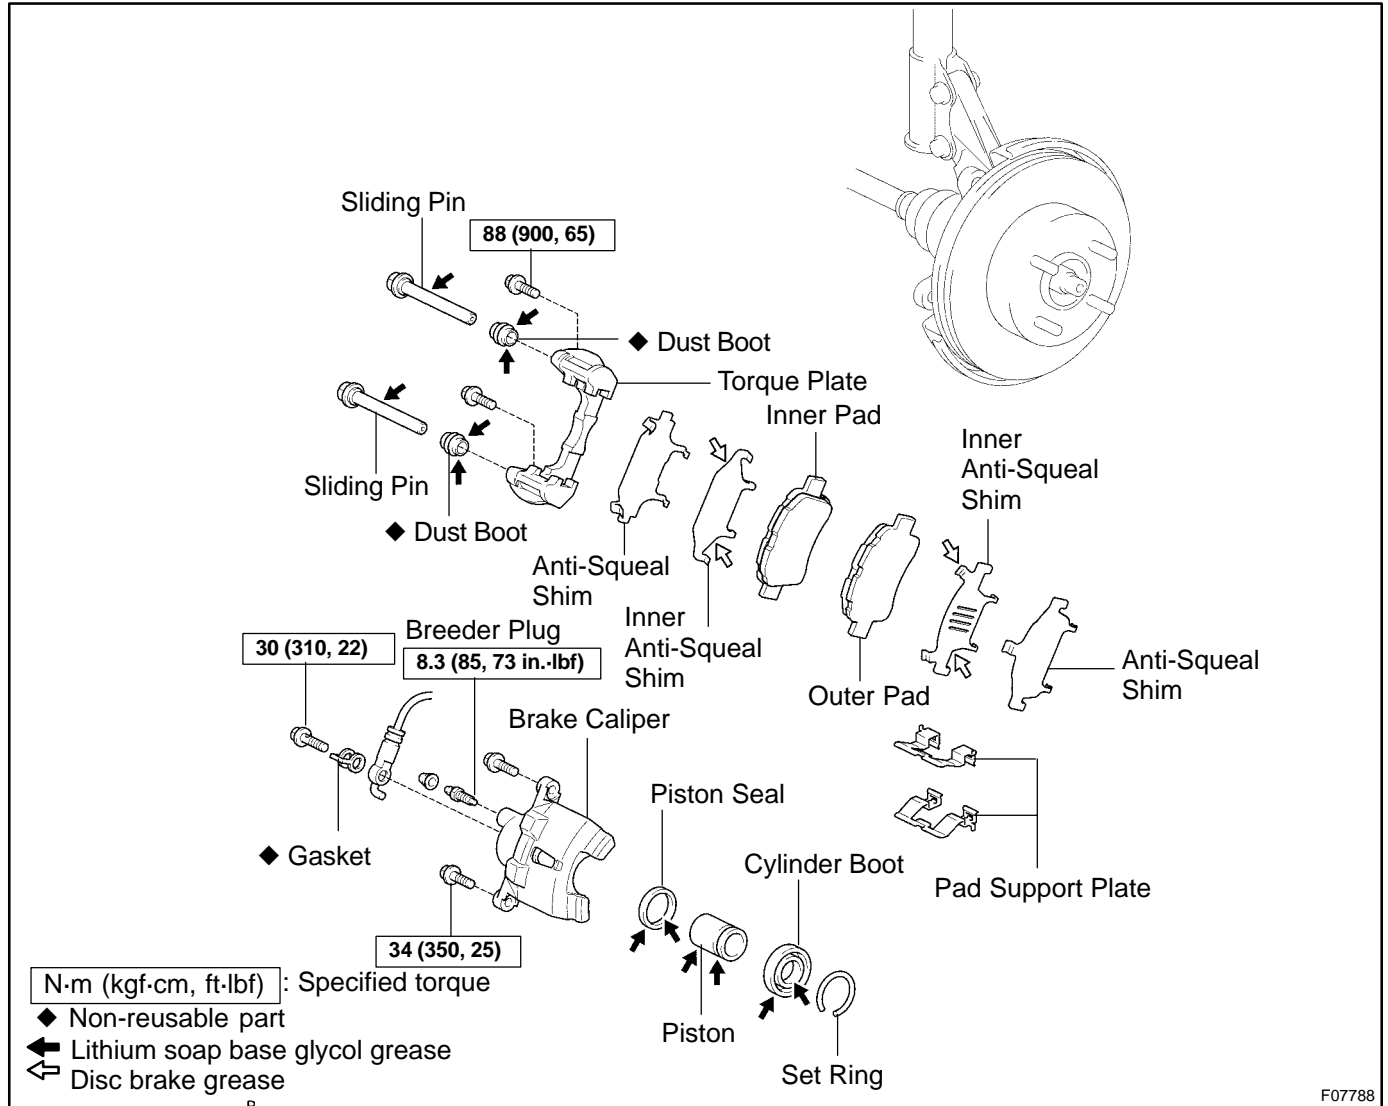 Sliding Pin
88 (900, 65)
◆ Dust Boot
Torque Plate
Inner Pad
Inner
Anti-Squeal
Shim
Sliding Pin
◆ Dust Boot
Anti-Squeal
Shim
Inner
Anti-Squeal
Shim
Outer Pad
Anti-Squeal
Shim
30 (310, 22)
Breeder Plug
8.3 (85, 73 in.-lbf)
Brake Caliper
Piston Seal
◆ Gasket
Cylinder Boot
Pad Support Plate
34 (350, 25)
N·m (kgf·cm, ft·lbf) : Specified torque
◆ Non-reusable part
Lithium soap base glycol grease
Disc brake grease
Piston
Set Ring
F07788